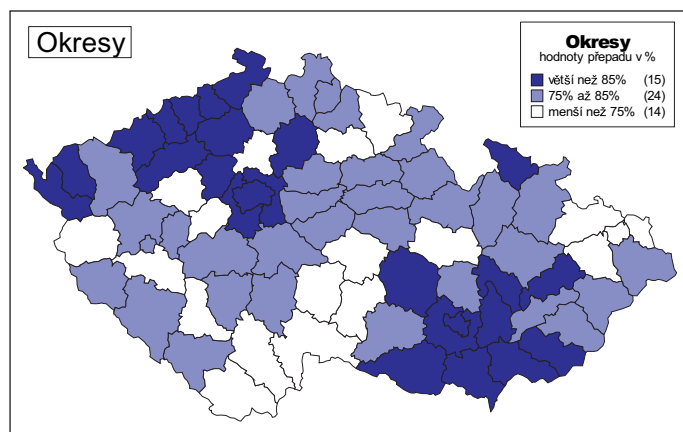 Okresy
Okresy
hodnoty přepadu v %
větší než 85% (15)
75% až 85% (24)
menší než 75% (14)